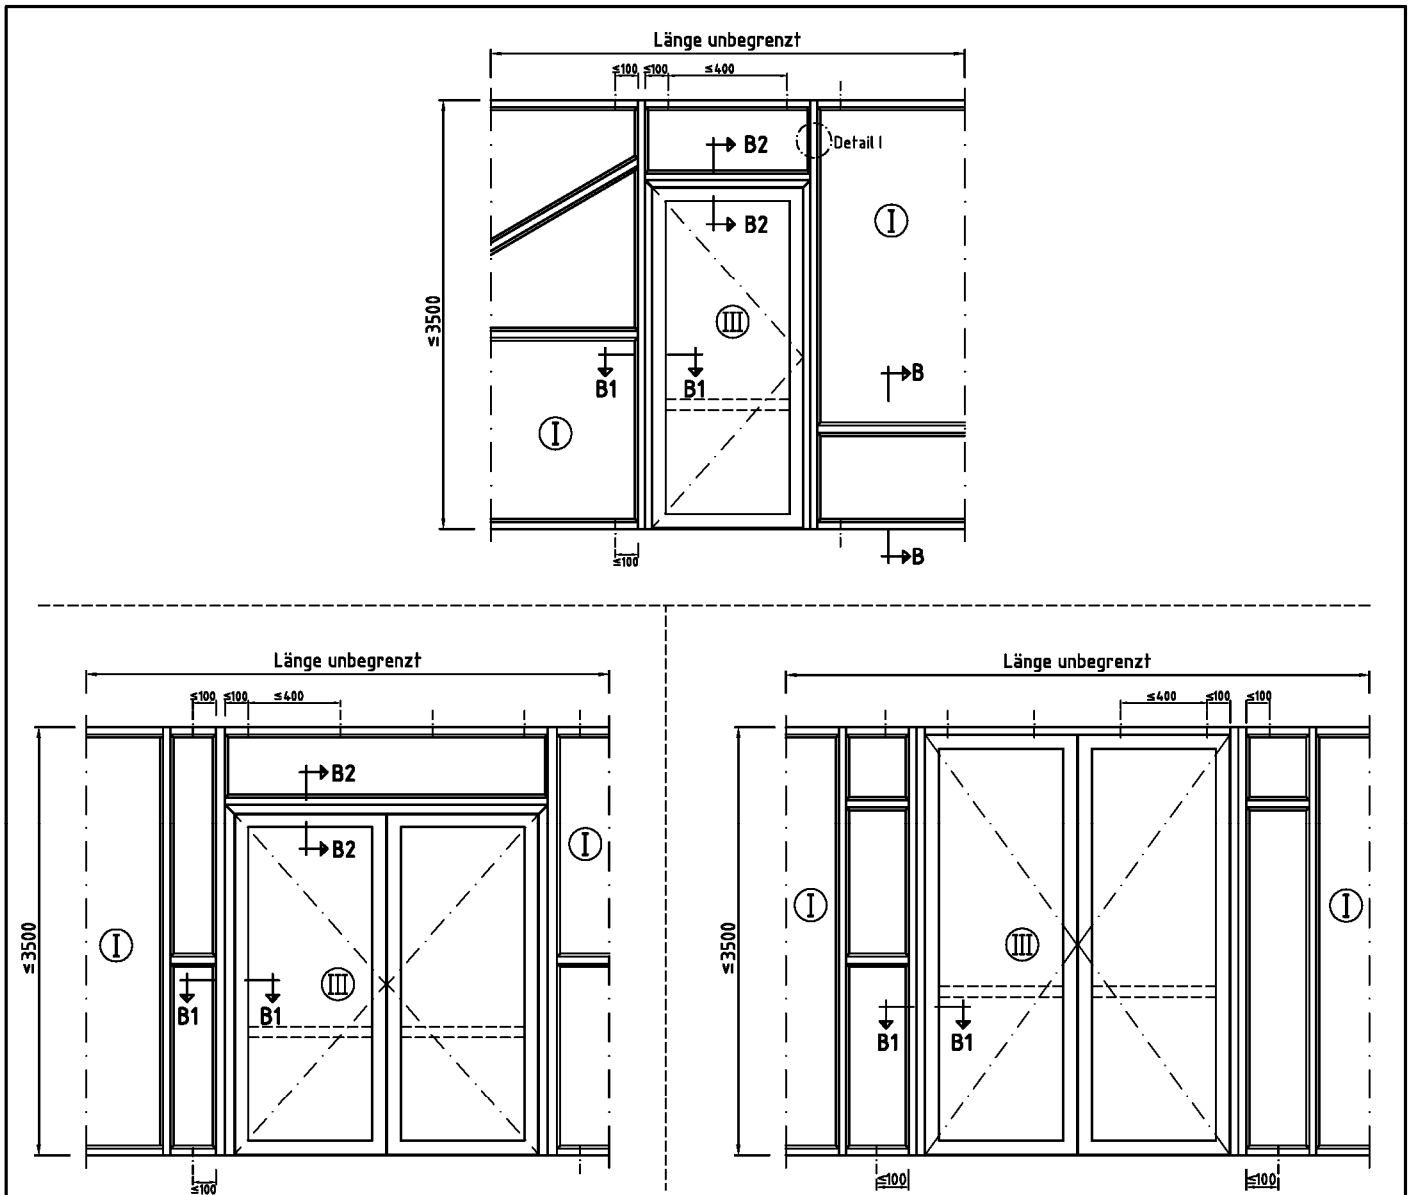 Länge unbegrenzt
≤100 ≤100 ≤400
B2
Detail I
B2
I
III
≤3500
B
B1 B1
I
B
≤100
Länge unbegrenzt
≤100 ≤100 ≤400
B2
B2
I
I
III
≤3500
B1 B1
≤100
Länge unbegrenzt
≤400 ≤100 ≤100
I
I
III
≤3500
B1 B1
≤100
≤100